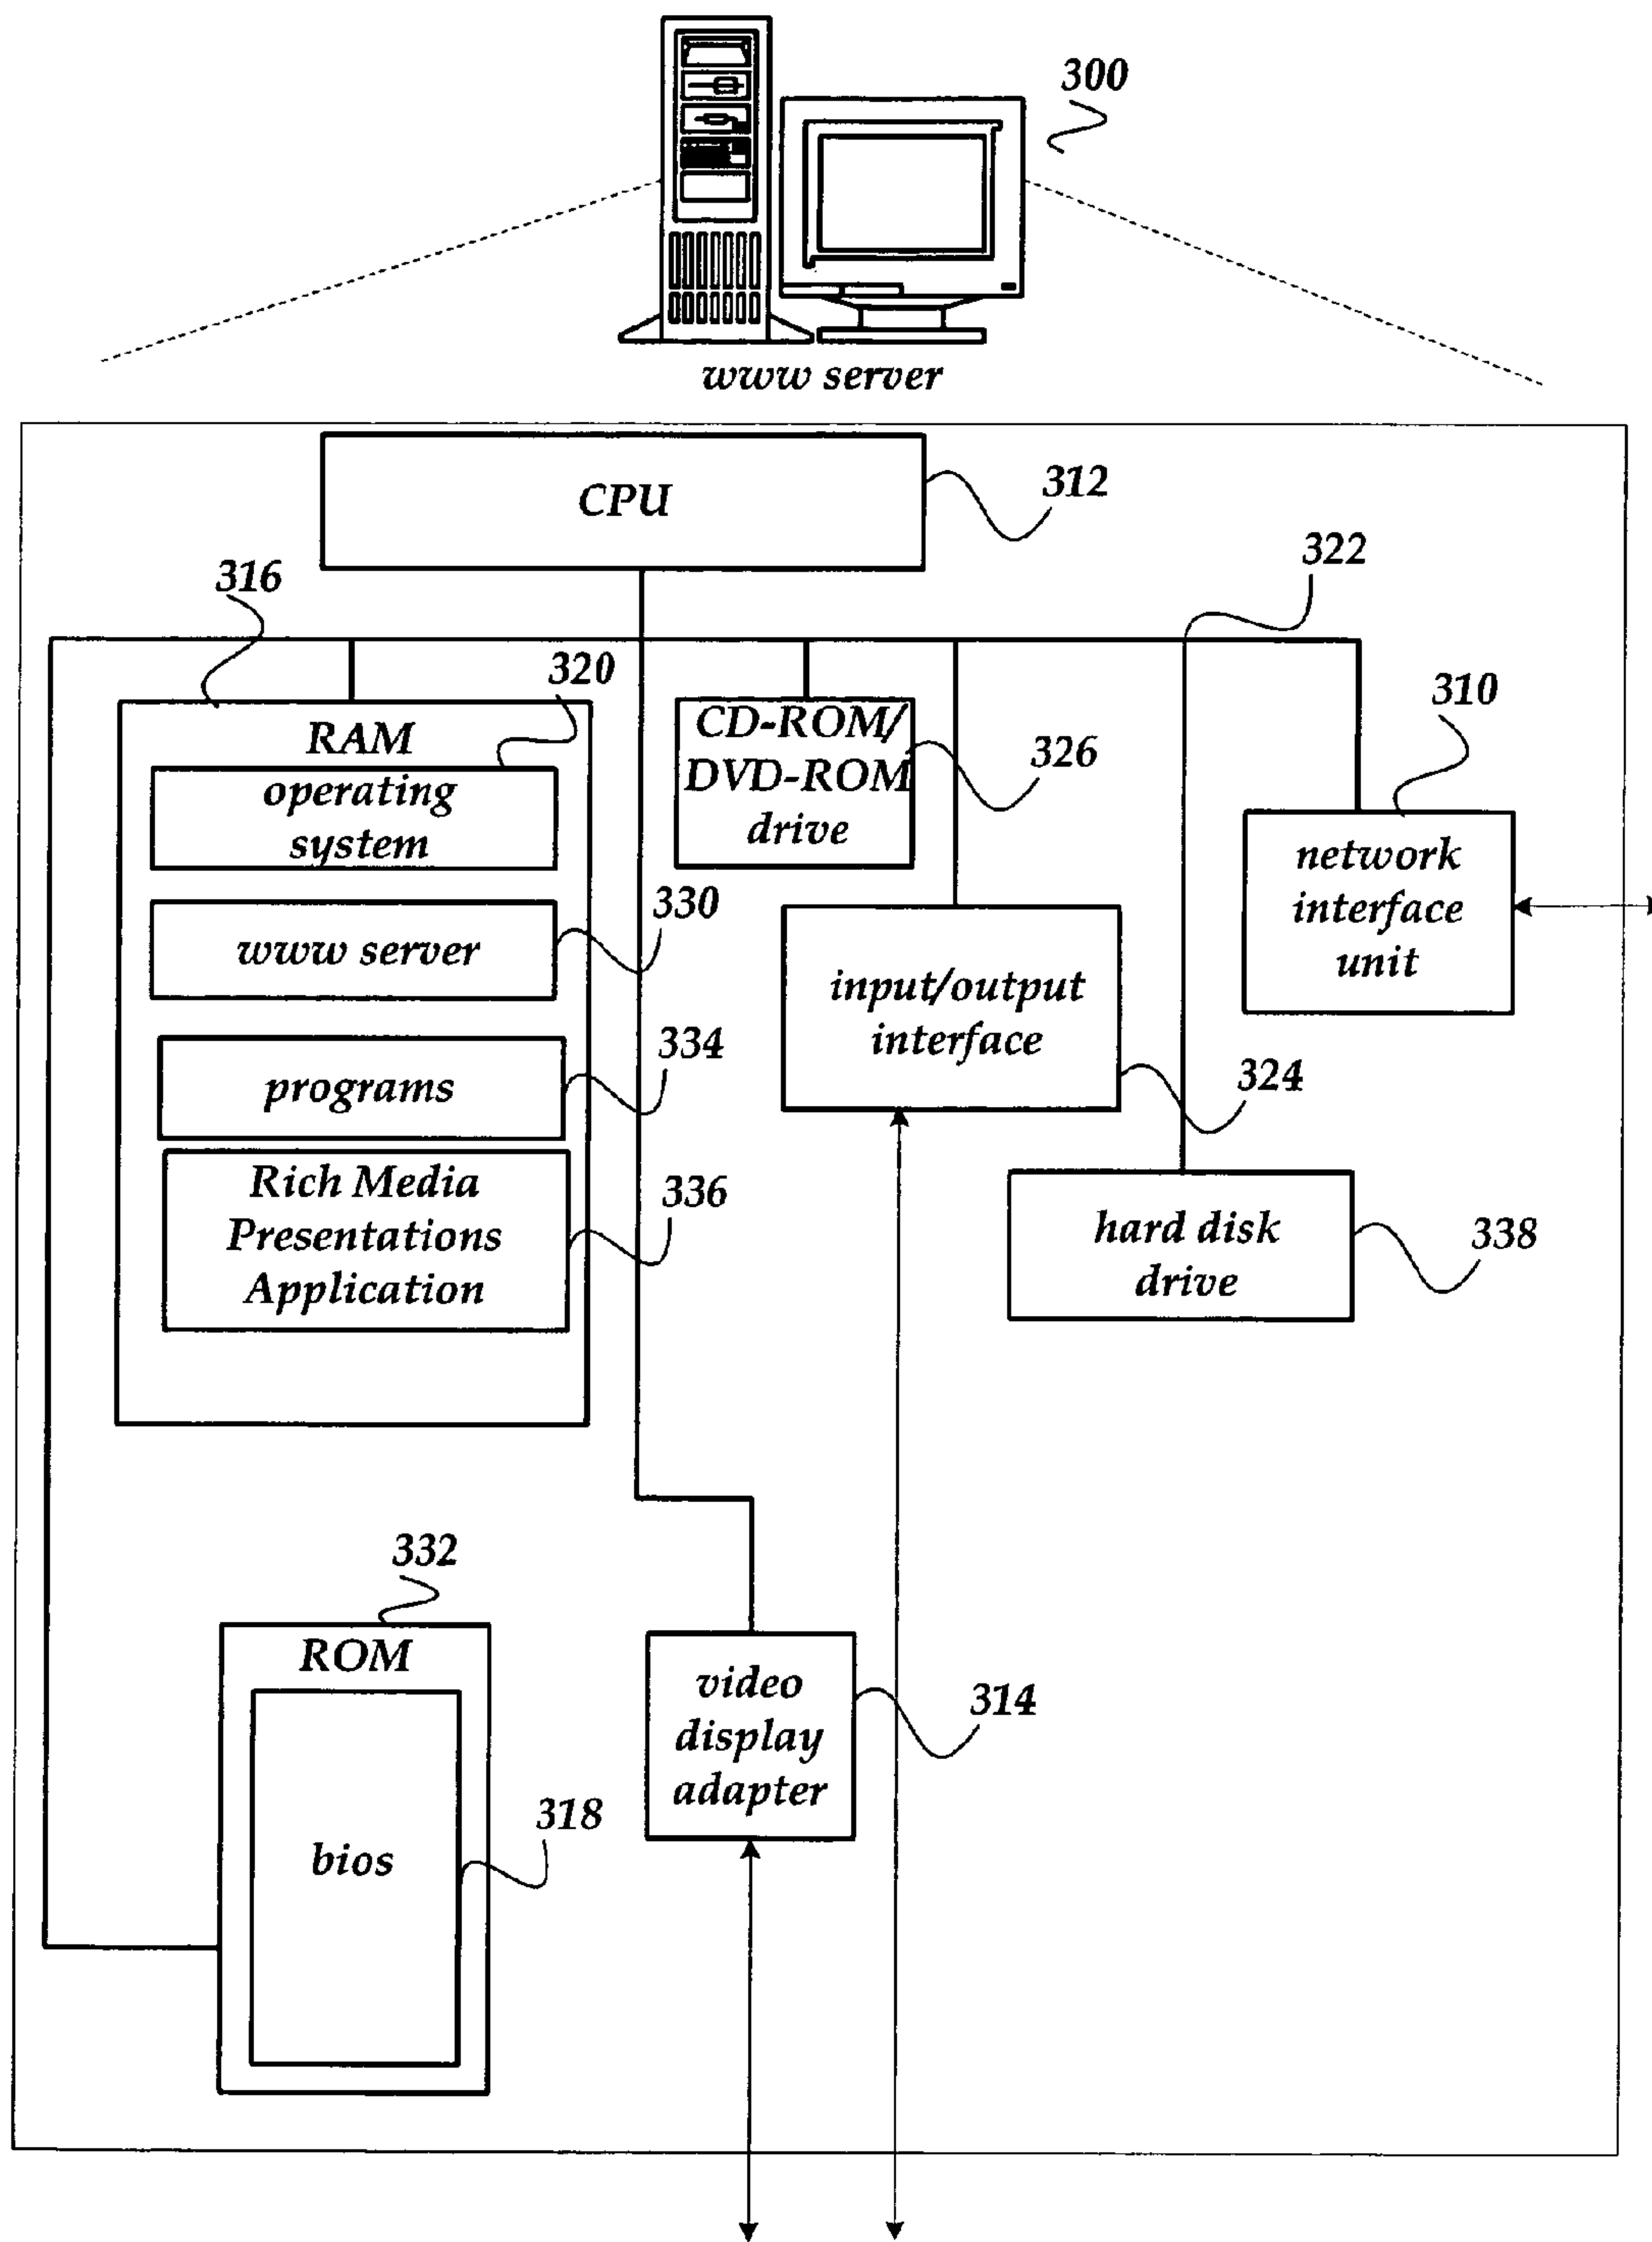 300
www server
CPU
312
322
316
320
310
RAM
operating
system
CD-ROM/
DVD-ROM
drive
326
network
interface
unit
330
www server
input/output
interface
334
programs
324
Rich Media
Presentations
Application
336
hard disk
drive
338
332
ROM
video
display
adapter
314
318
bios